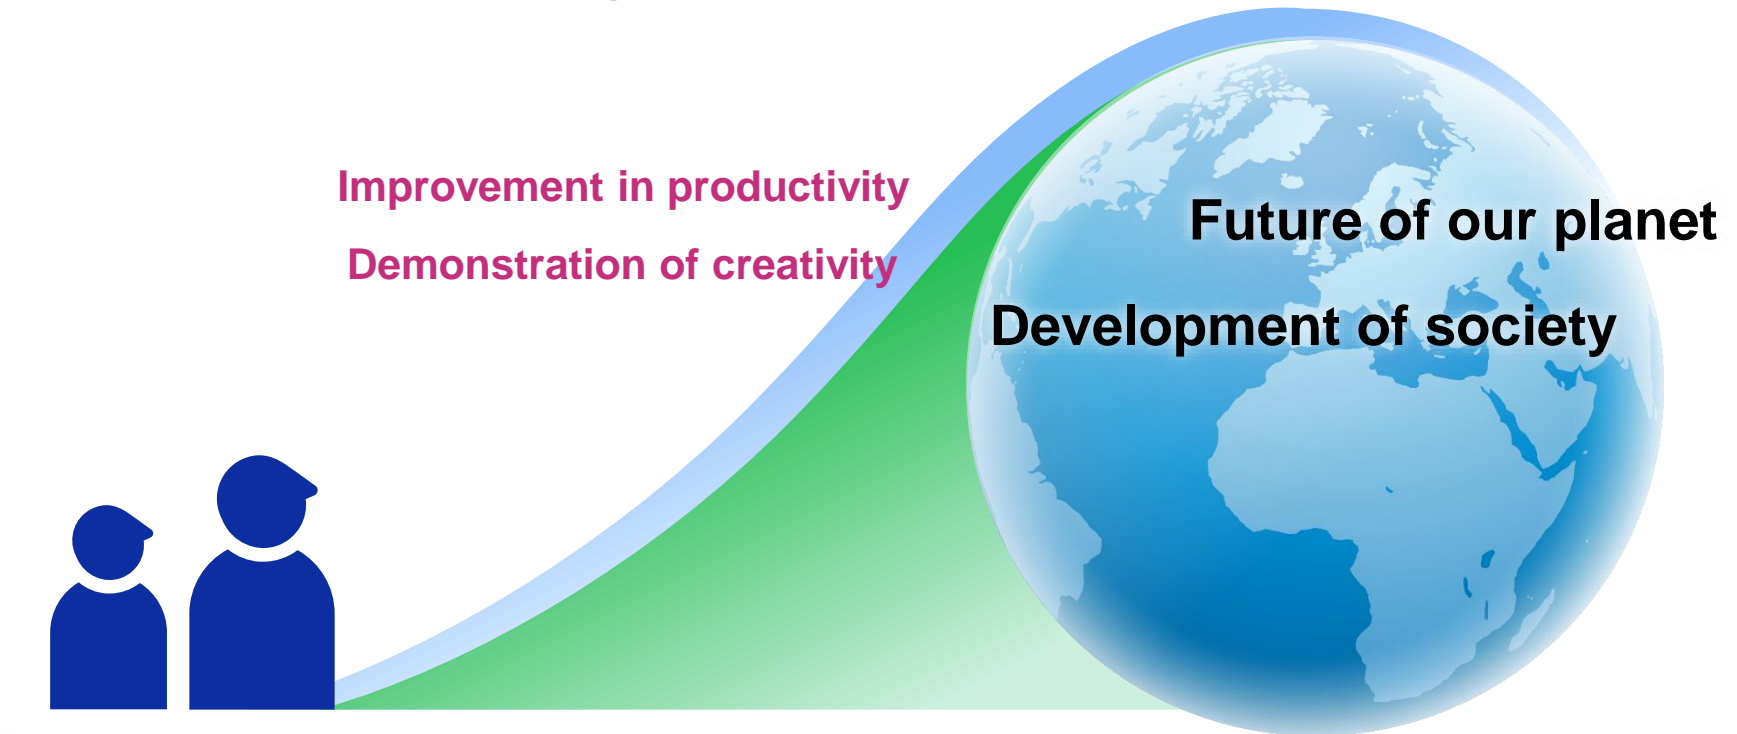 Improvement in productivity
Demonstration of creativity
Future of our planet
Development of society